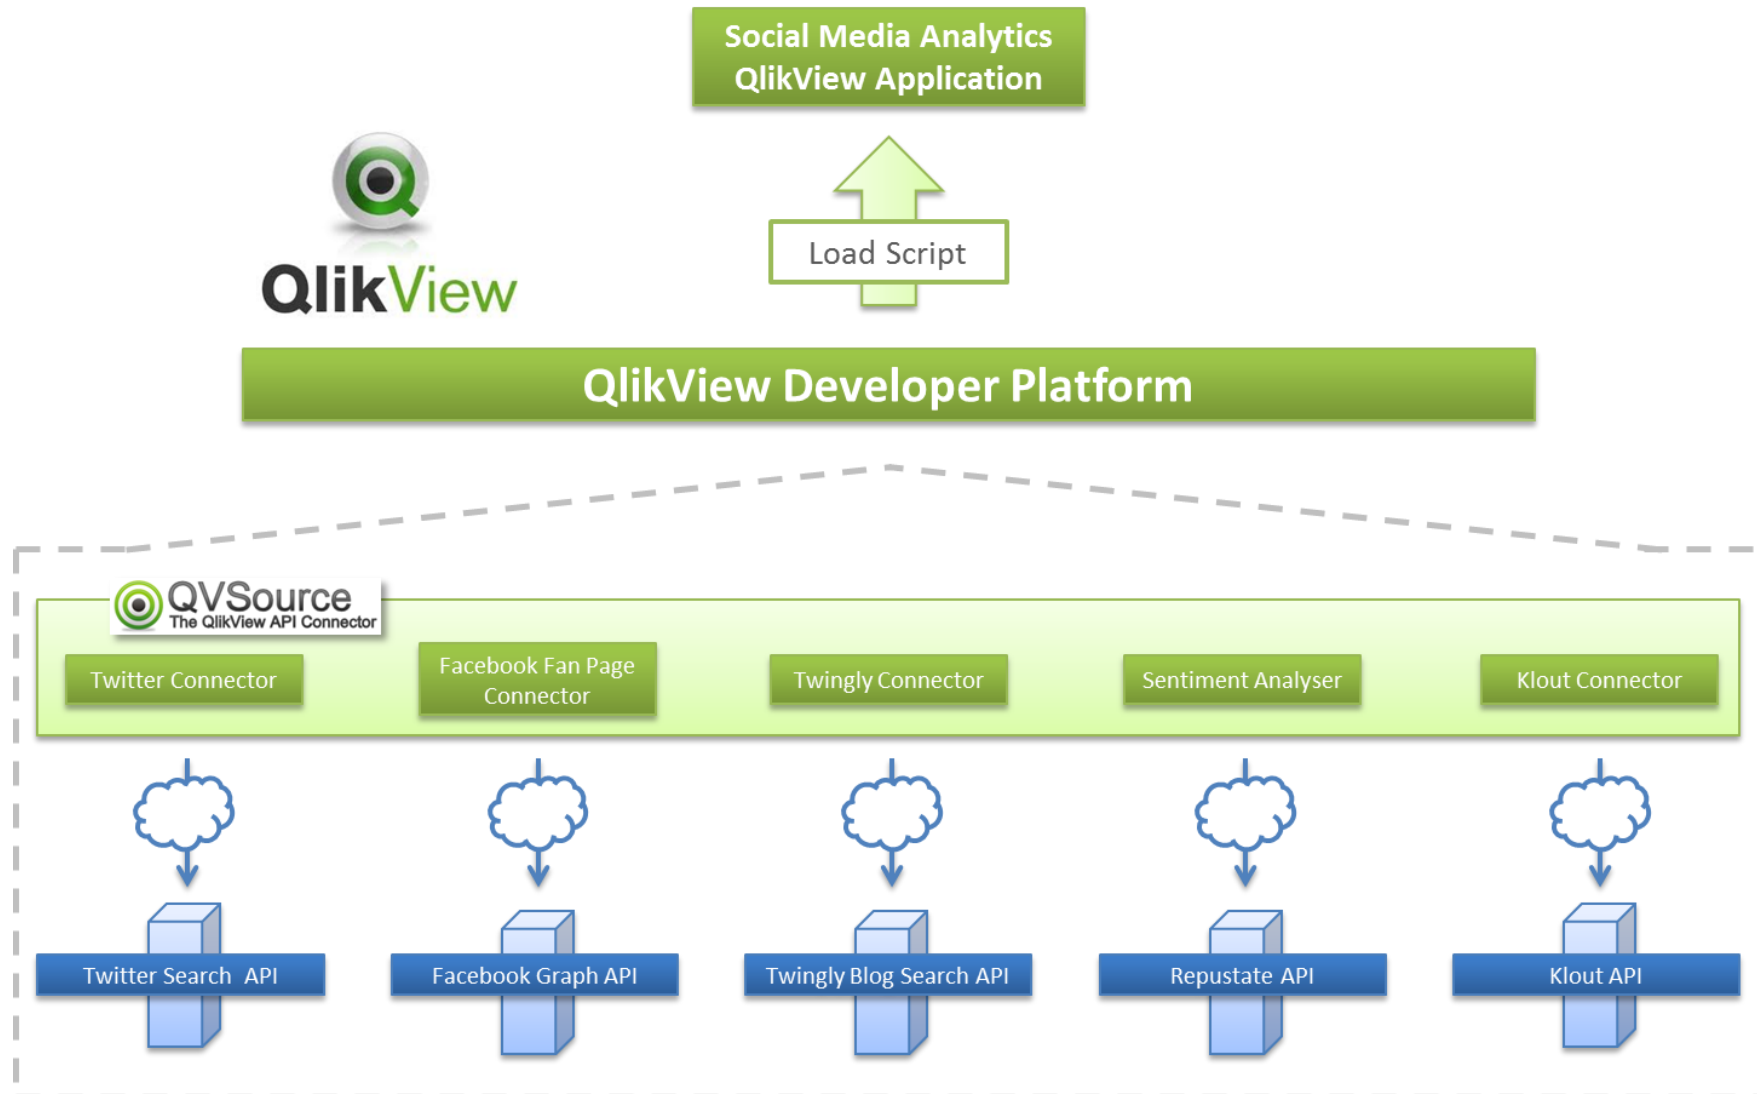 Social Media Analytics
QlikView Application
QlikView
Load Script
QlikView Developer Platform
QVSource
The QlikView API Connector
Twitter Connector
Facebook Fan Page
Connector
Twingly Connector
Sentiment Analyser
Klout Connector
Twitter Search API
Facebook Graph API
Twingly Blog Search API
Repustate API
Klout API